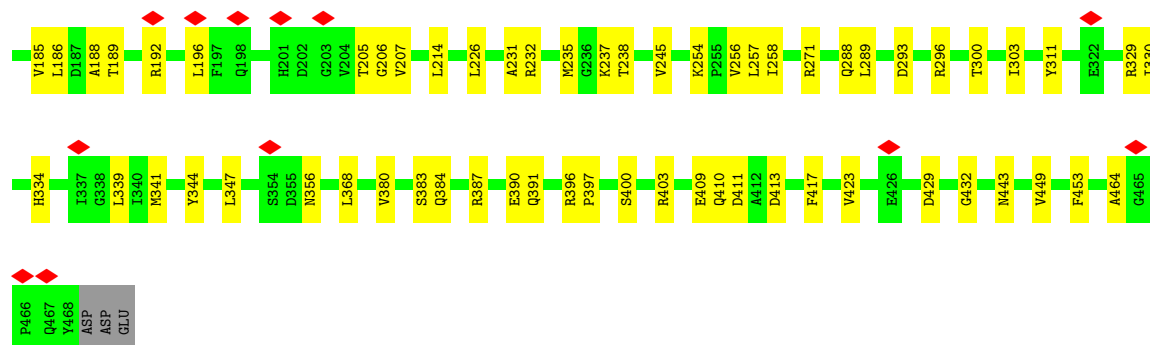 V185 L186 D187 A188 T189 R192 L196 F197 Q198 H201 D202 G203 V204 T205 G206 V207 L214 L226 A231 R232 M235 G236 K237 T238 V245 K254 P255 V256 L257 I258 R271 Q288 L289 D293 R296 T300 I303 Y311 E322 R329 I330
H334 I337 G338 L339 I340 M341 Y344 L347 S354 D355 N356 L368 V380 S383 Q384 R387 E390 Q391 R396 P397 S400 R403 E409 Q410 D411 A412 D413 F417 V423 E426 D429 G432 N443 V449 F453 A464 G465
P466 Q467 Y468 ASP ASP GLU